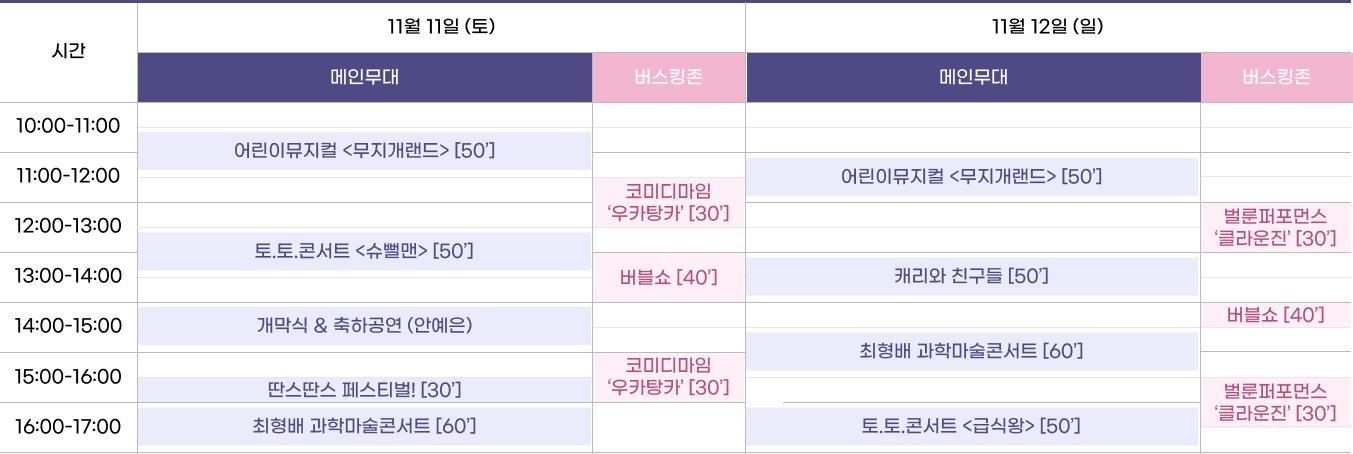 시간
11월 11일 (토)
11월 12일 (일)
메인무대
버스킹존
메인무대
버스킹존
10:00-11:00
어린이뮤지컬 <무지개랜드> [50’]
11:00-12:00
코미디마임
‘우카탕카’ [30’]
어린이뮤지컬 <무지개랜드> [50’]
12:00-13:00
토.토.콘서트 <슈뻘맨> [50’]
벌룬퍼포먼스
‘클라운진’ [30’]
13:00-14:00
버블쇼 [40’]
캐리와 친구들 [50’]
14:00-15:00
개막식 & 축하공연 (안예은)
최형배 과학마술콘서트 [60’]
버블쇼 [40’]
15:00-16:00
딴스딴스 페스티벌! [30’]
코미디마임
‘우카탕카’ [30’]
벌룬퍼포먼스
‘클라운진’ [30’]
16:00-17:00
최형배 과학마술콘서트 [60’]
토.토.콘서트 <급식왕> [50’]